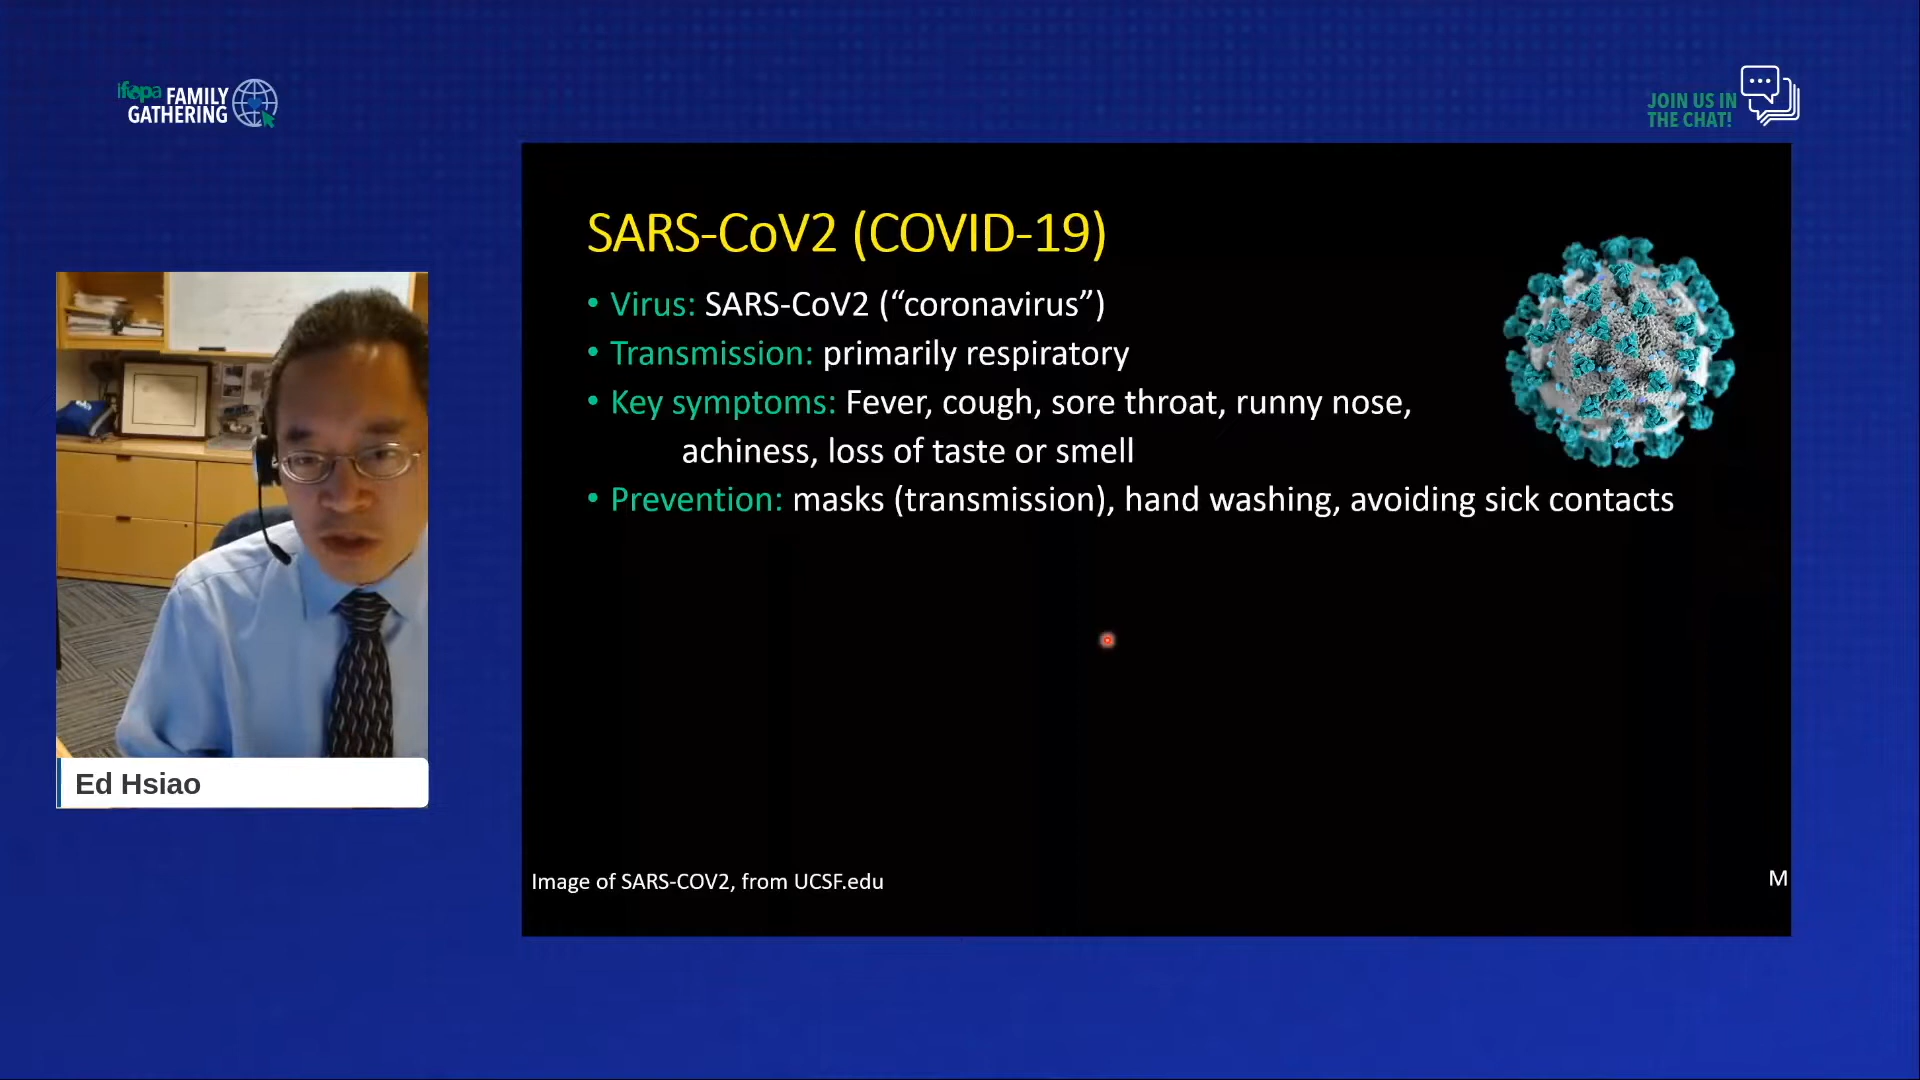 ifopa FAMILY
GATHERING
JOIN US IN
THE CHAT!
SARS-CoV2 (COVID-19)
• Virus: SARS-CoV2 (“coronavirus”)
• Transmission: primarily respiratory
• Key symptoms: Fever, cough, sore throat, runny nose,
achiness, loss of taste or smell
• Prevention: masks (transmission), hand washing, avoiding sick contacts
Ed Hsiao
Image of SARS-COV2, from UCSF.edu
M